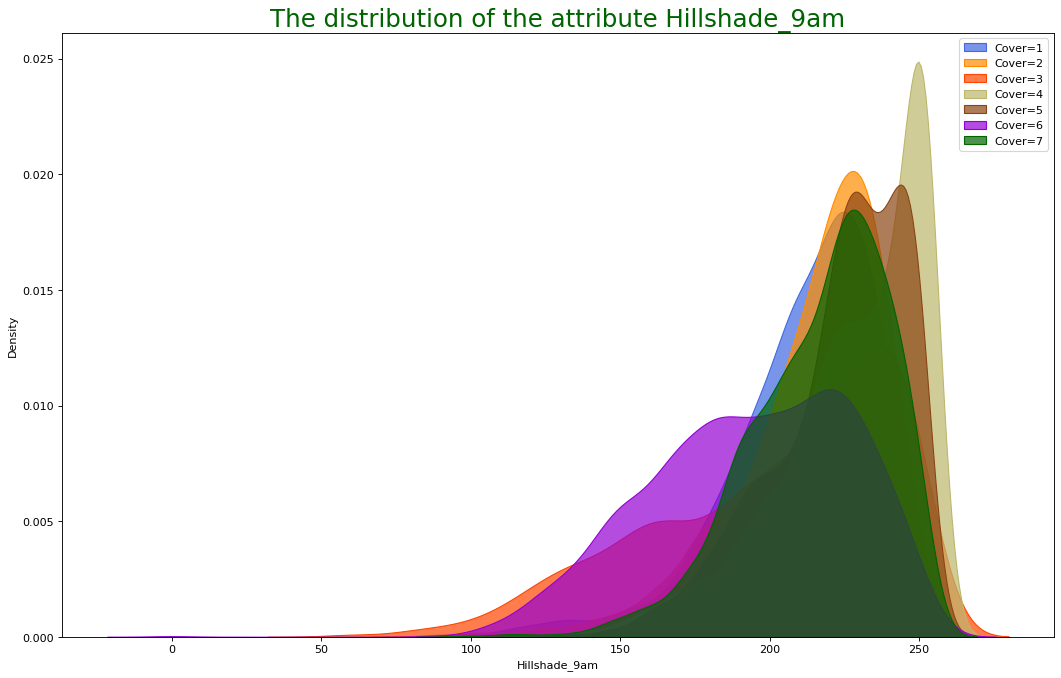 The distribution of the attribute Hillshade_9am
Cover=1
Cover=2
Cover=3
Cover=4
Cover=5
Cover=6
Cover=7
0.025
0.020
0.015
0.010
0.005
0.000
Density
0
50
100
150
200
250
Hillshade_9am